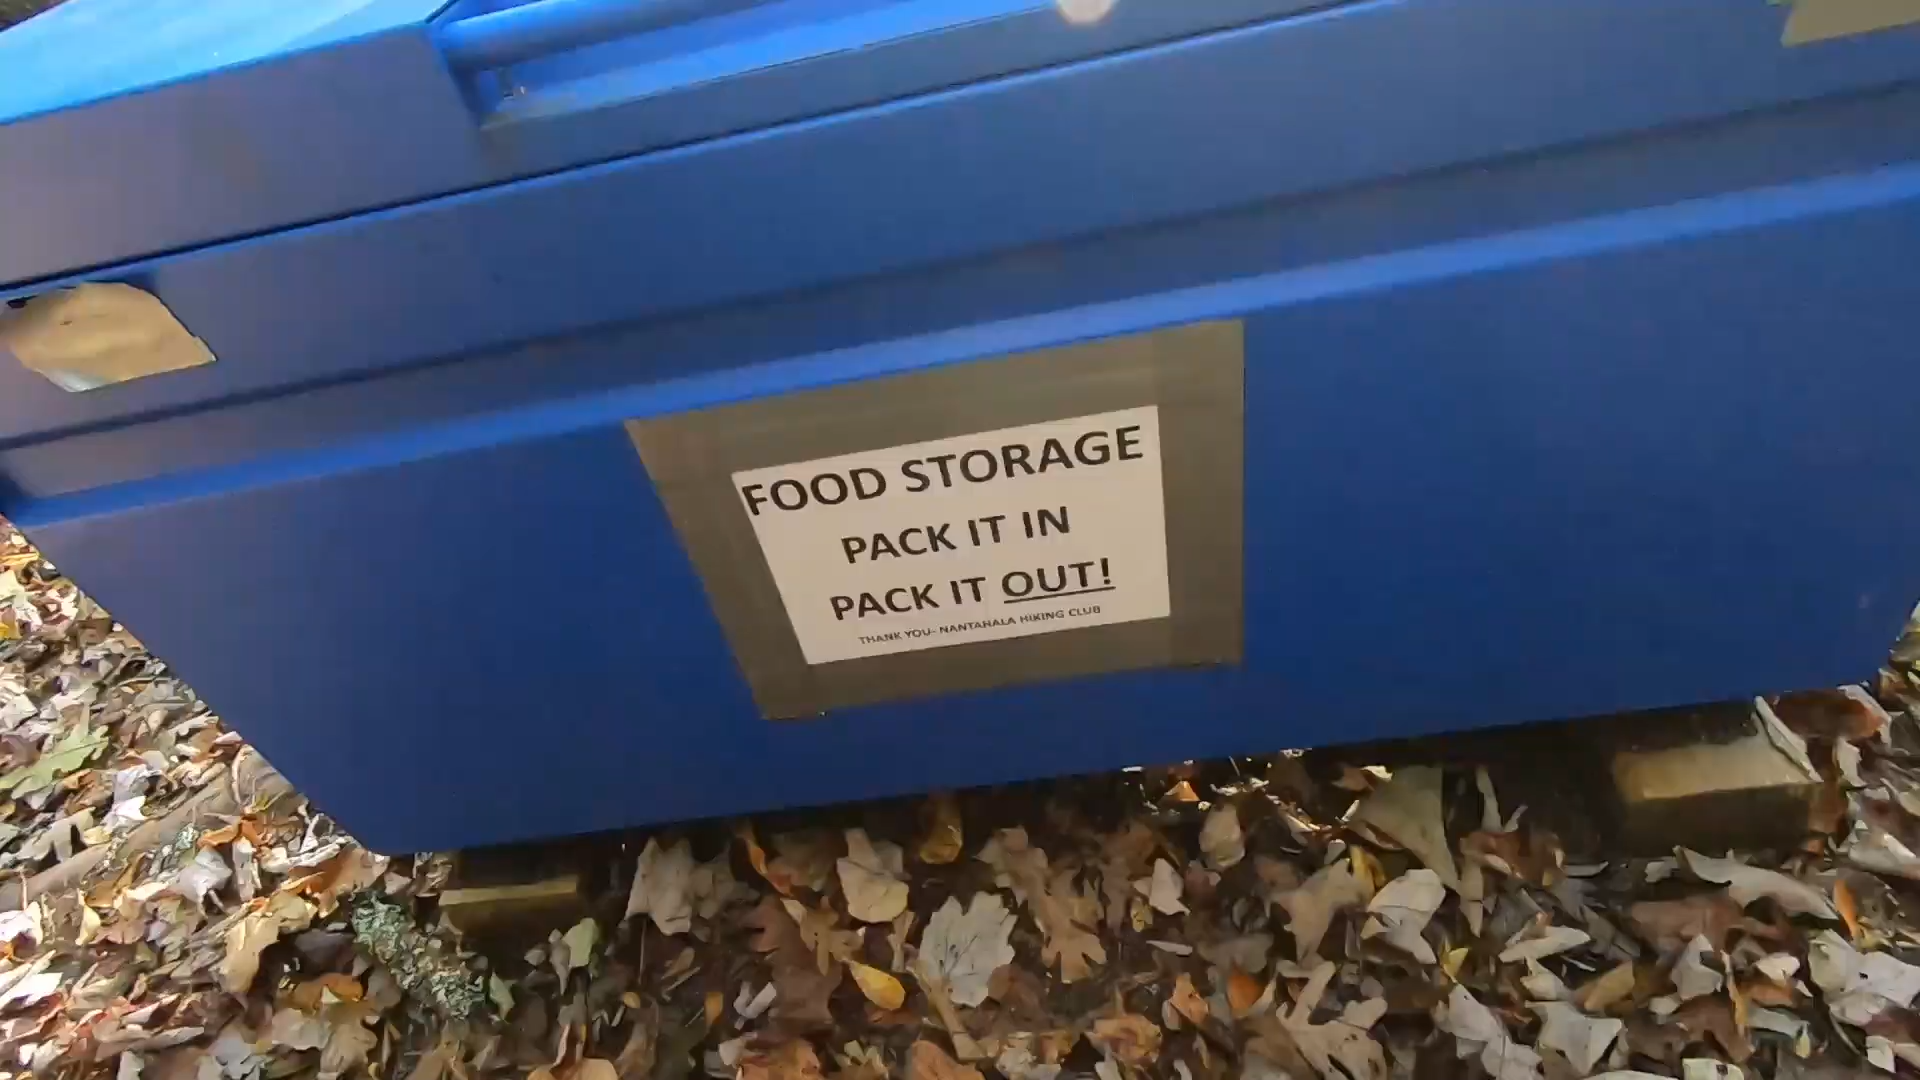 FOOD STORAGE
PACK IT IN
PACK IT OUT!
THANK YOU- NANTAHALA HIKING CLUB